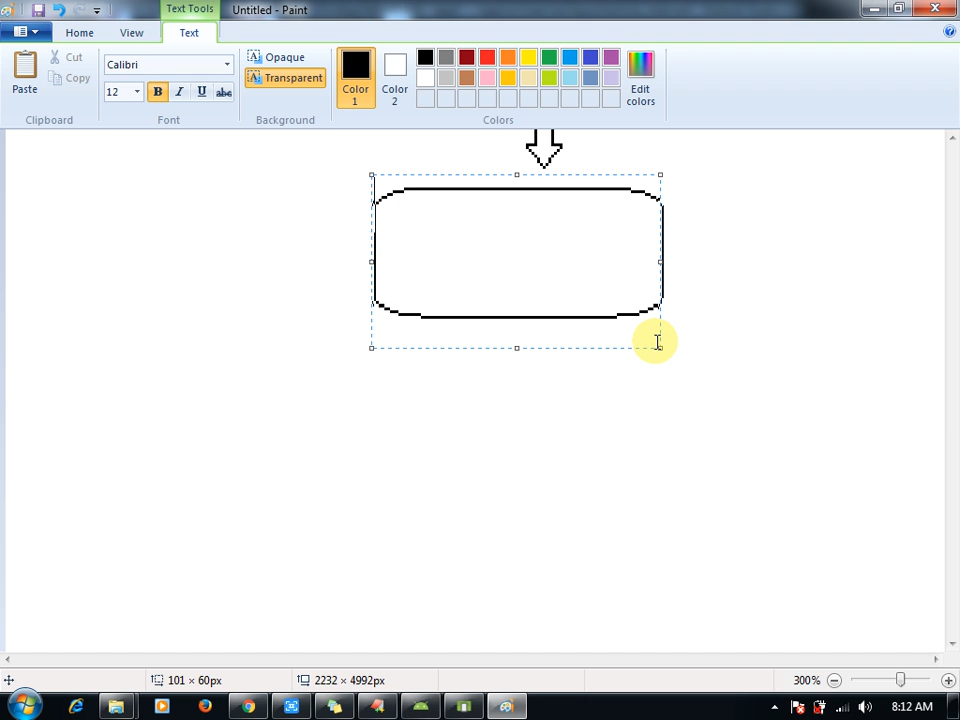 Text Tools
Untitled - Paint
Home
View
Text
Paste
Cut
Copy
Clipboard
Calibri
12
B
I
U
abc
Font
Opaque
Transparent
Background
Color 1
Color 2
Edit colors
Colors
101 × 60px
2232 × 4992px
300%
8:12 AM